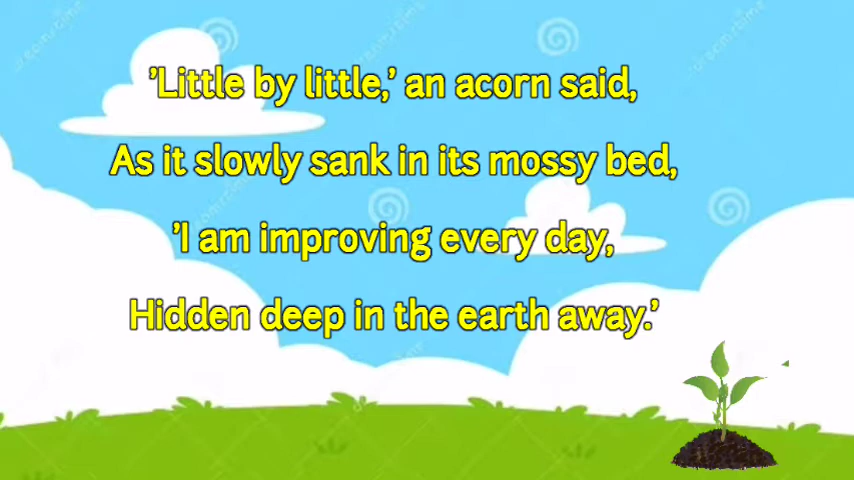 ’Little by little,’ an acorn said,
As it slowly sank in its mossy bed,
’I am improving every day,
Hidden deep in the earth away.’